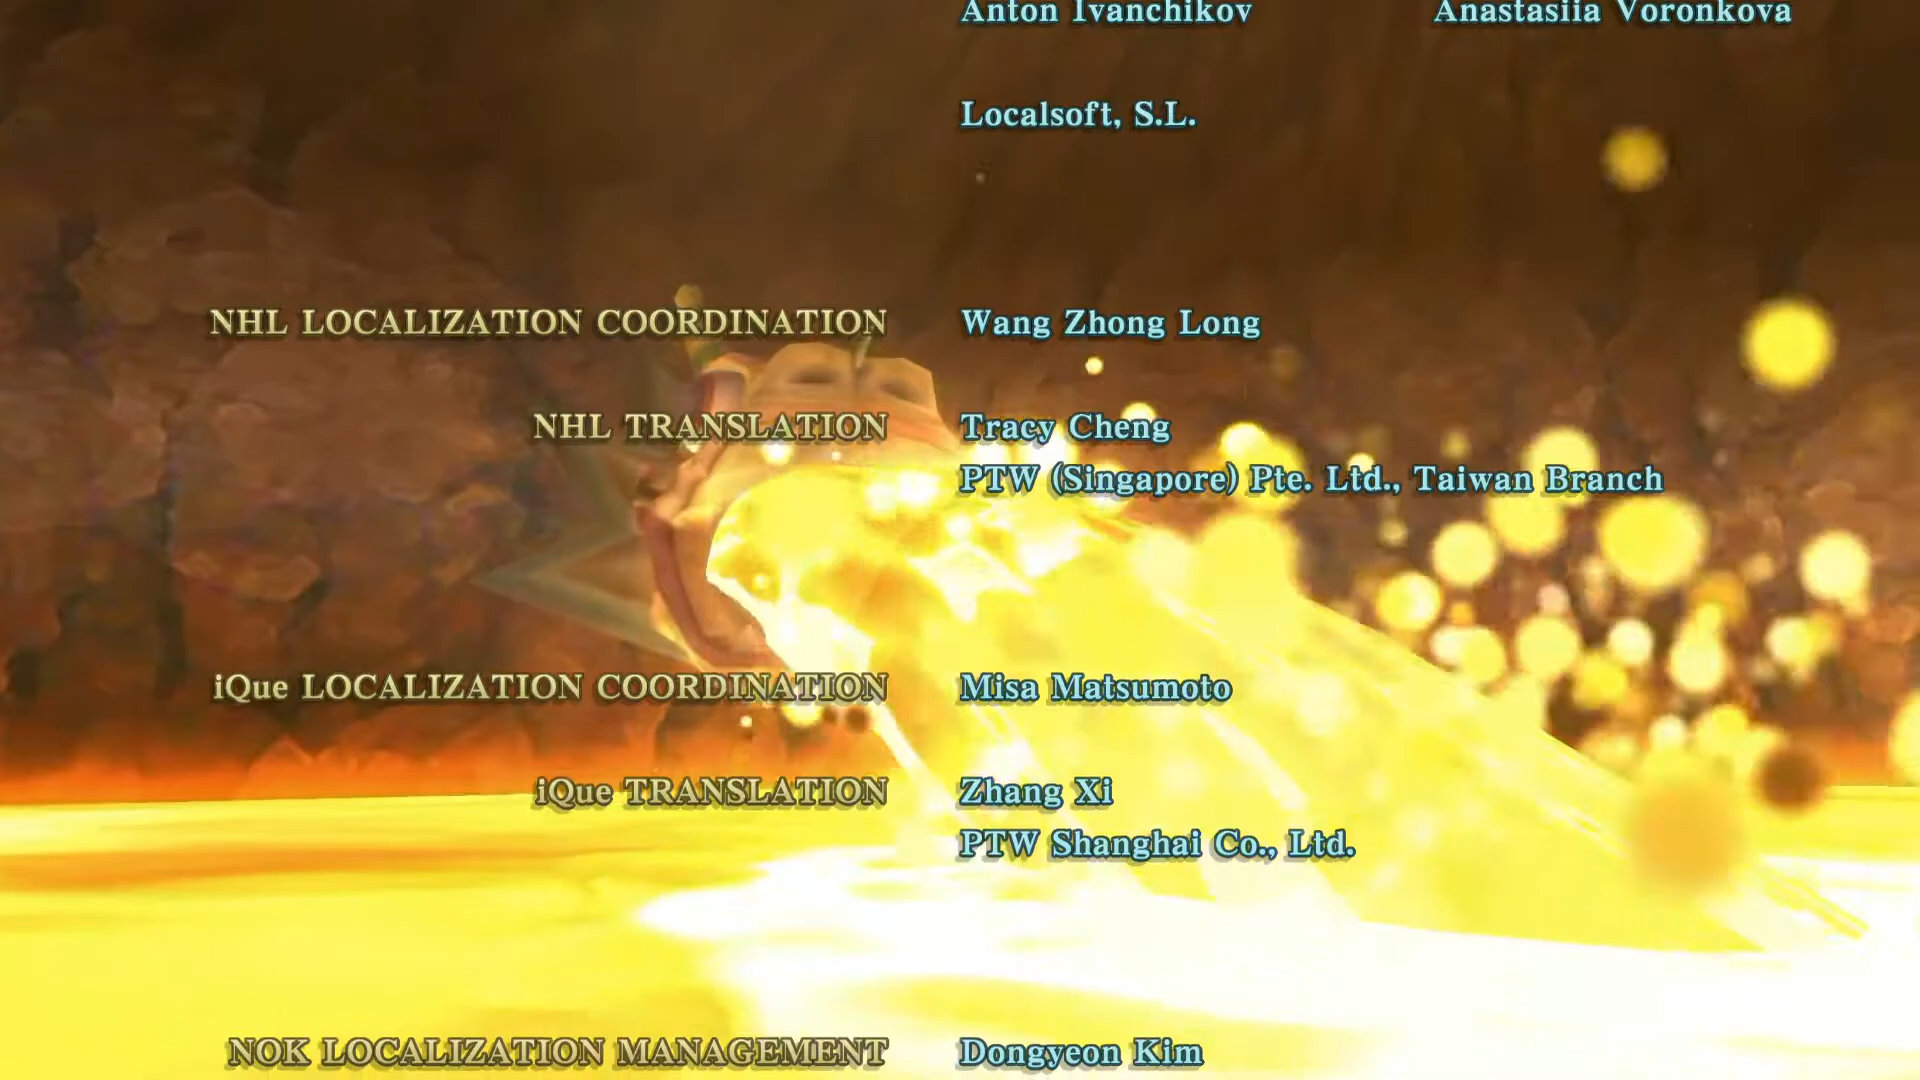 Anton Ivanchikov Anastasiia Voronkova
Localsoft, S.L.
NHL LOCALIZATION COORDINATION Wang Zhong Long
NHL TRANSLATION Tracy Cheng
PTW (Singapore) Pte. Ltd., Taiwan Branch
iQue LOCALIZATION COORDINATION Misa Matsumoto
iQue TRANSLATION Zhang Xi
PTW Shanghai Co., Ltd.
NOK LOCALIZATION MANAGEMENT Dongyeon Kim